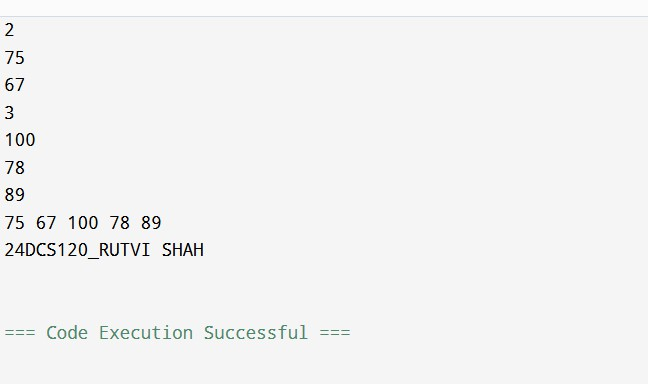 2
75
67
3
100
78
89
75 67 100 78 89
24DCS120_RUTVI SHAH
=== Code Execution Successful ===